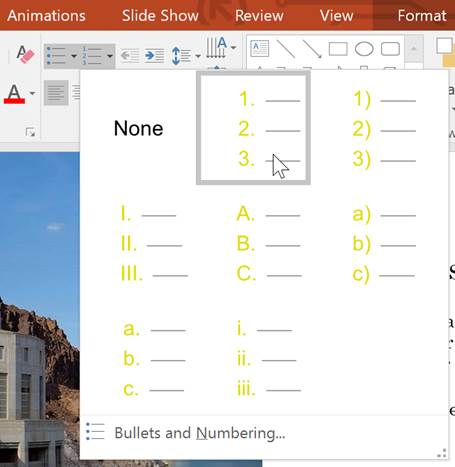 Animations Slide Show Review View Format
A
A
None
1.
2.
3.
1)
2)
3)
I.
II.
III.
A.
B.
C.
a)
b)
c)
a.
b.
c.
i.
ii.
iii.
Bullets and Numbering...